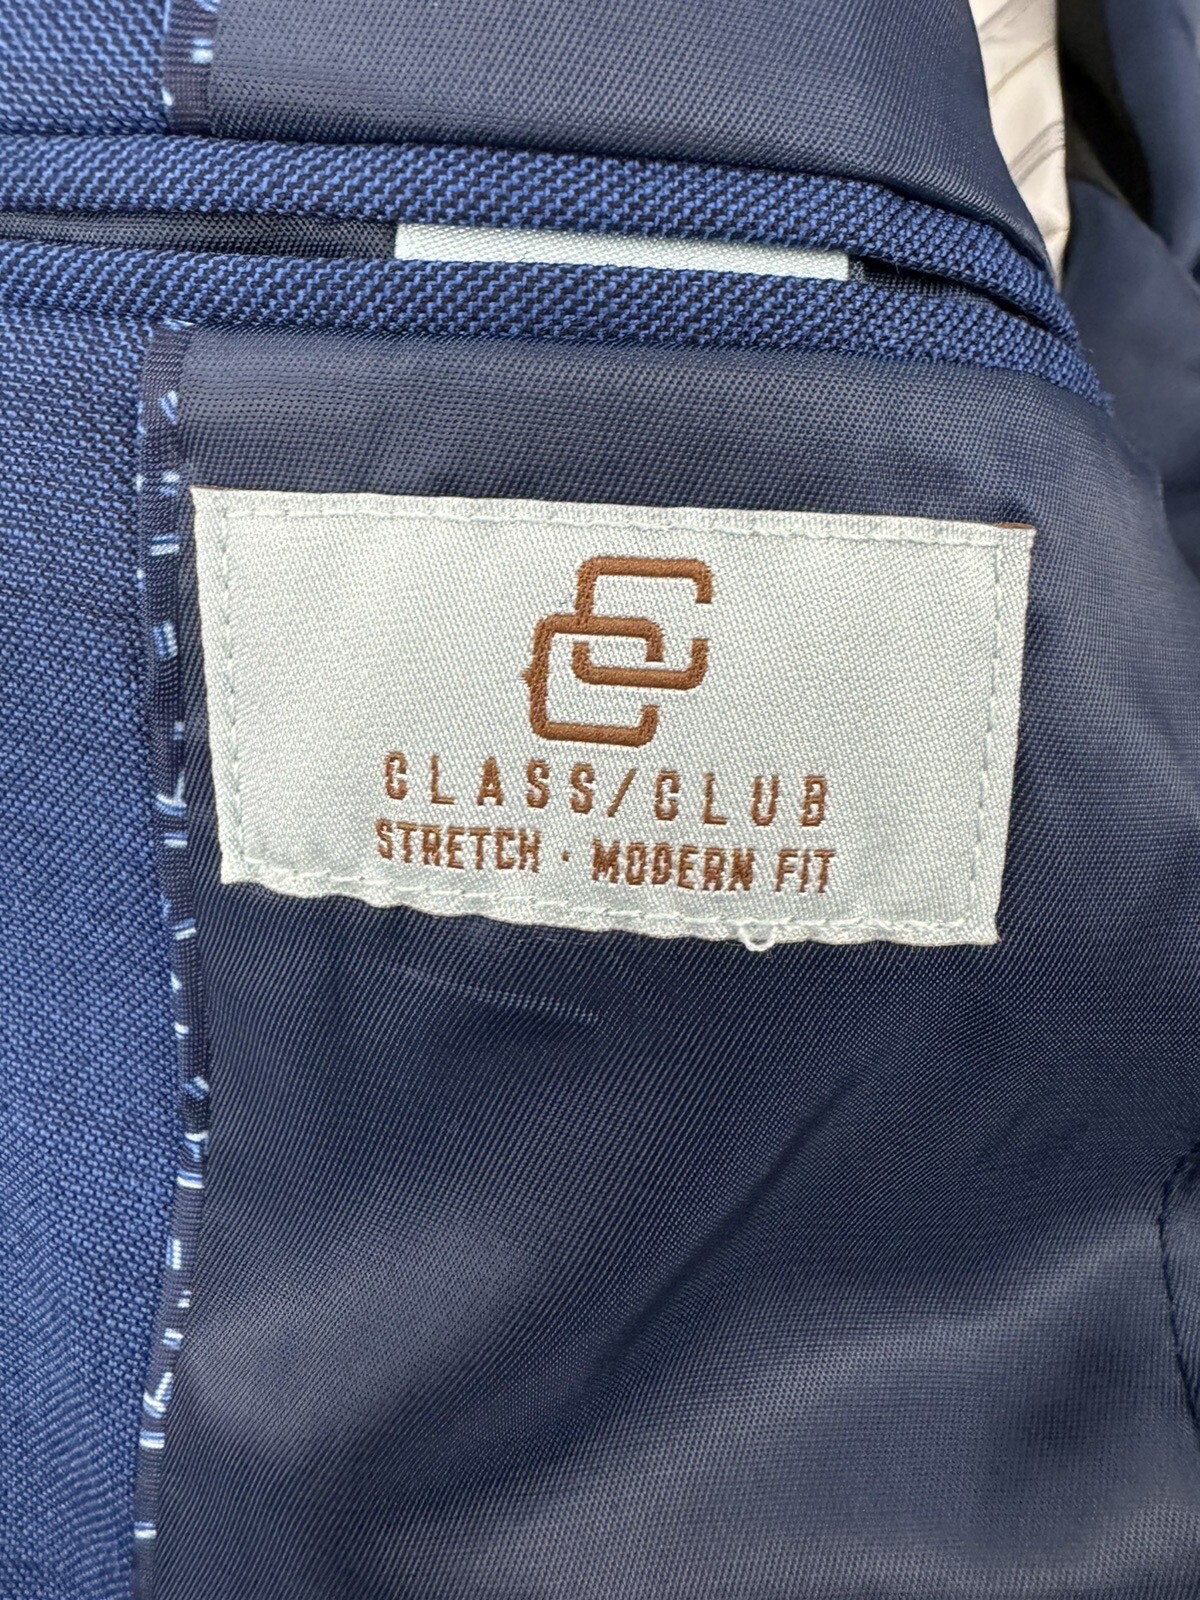 CLASS/CLUB
STRETCH · MODERN FIT